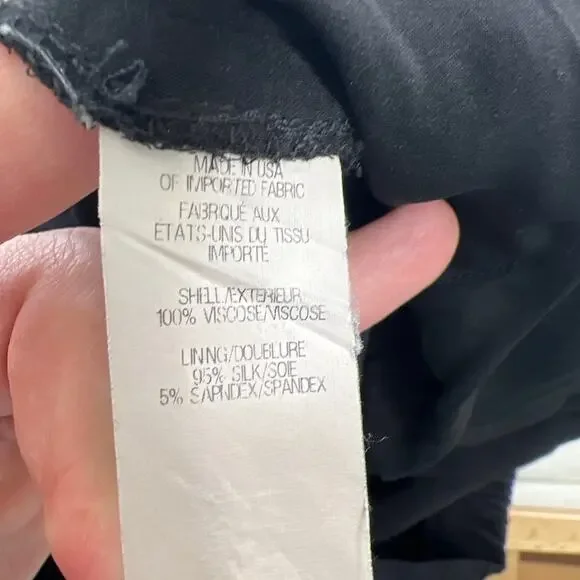 MADE IN USA
OF IMPORTED FABRIC
FABRIQUÉ AUX
ETATS-UNIS DU TISSU
IMPORTÉ
SHELL/EXTERIEUR
100% VISCOSE/VISCOSE
LINING/DOUBLURE
95% SILK/SOIE
5% SAPNDEX/SPANDEX